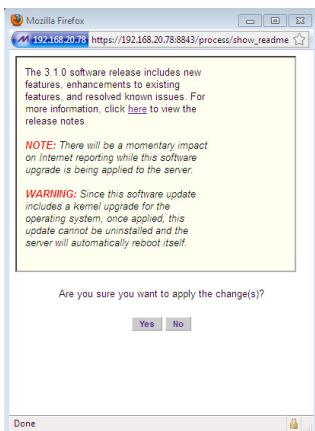 Mozilla Firefox
192.168.20.78 https://192.168.20.78:8843/process/show_readme
The 3.1.0 software release includes new
features, enhancements to existing
features, and resolved known issues. For
more information, click here to view the
release notes.
NOTE: There will be a momentary impact
on Internet reporting while this software
upgrade is being applied to the server.
WARNING: Since this software update
includes a kernel upgrade for the
operating system, once applied, this
update cannot be uninstalled and the
server will automatically reboot itself.
Are you sure you want to apply the change(s)?
Yes No
Done